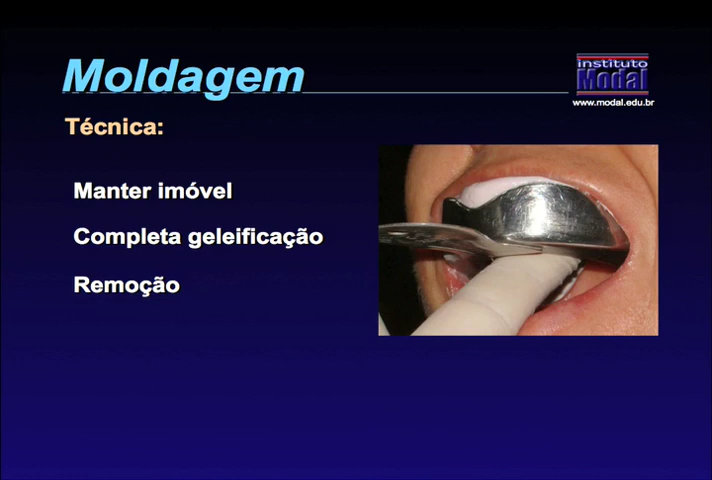 Moldagem
instituto
Modal
www.modal.edu.br
Técnica:
Manter imóvel
Completa geleificação
Remoção